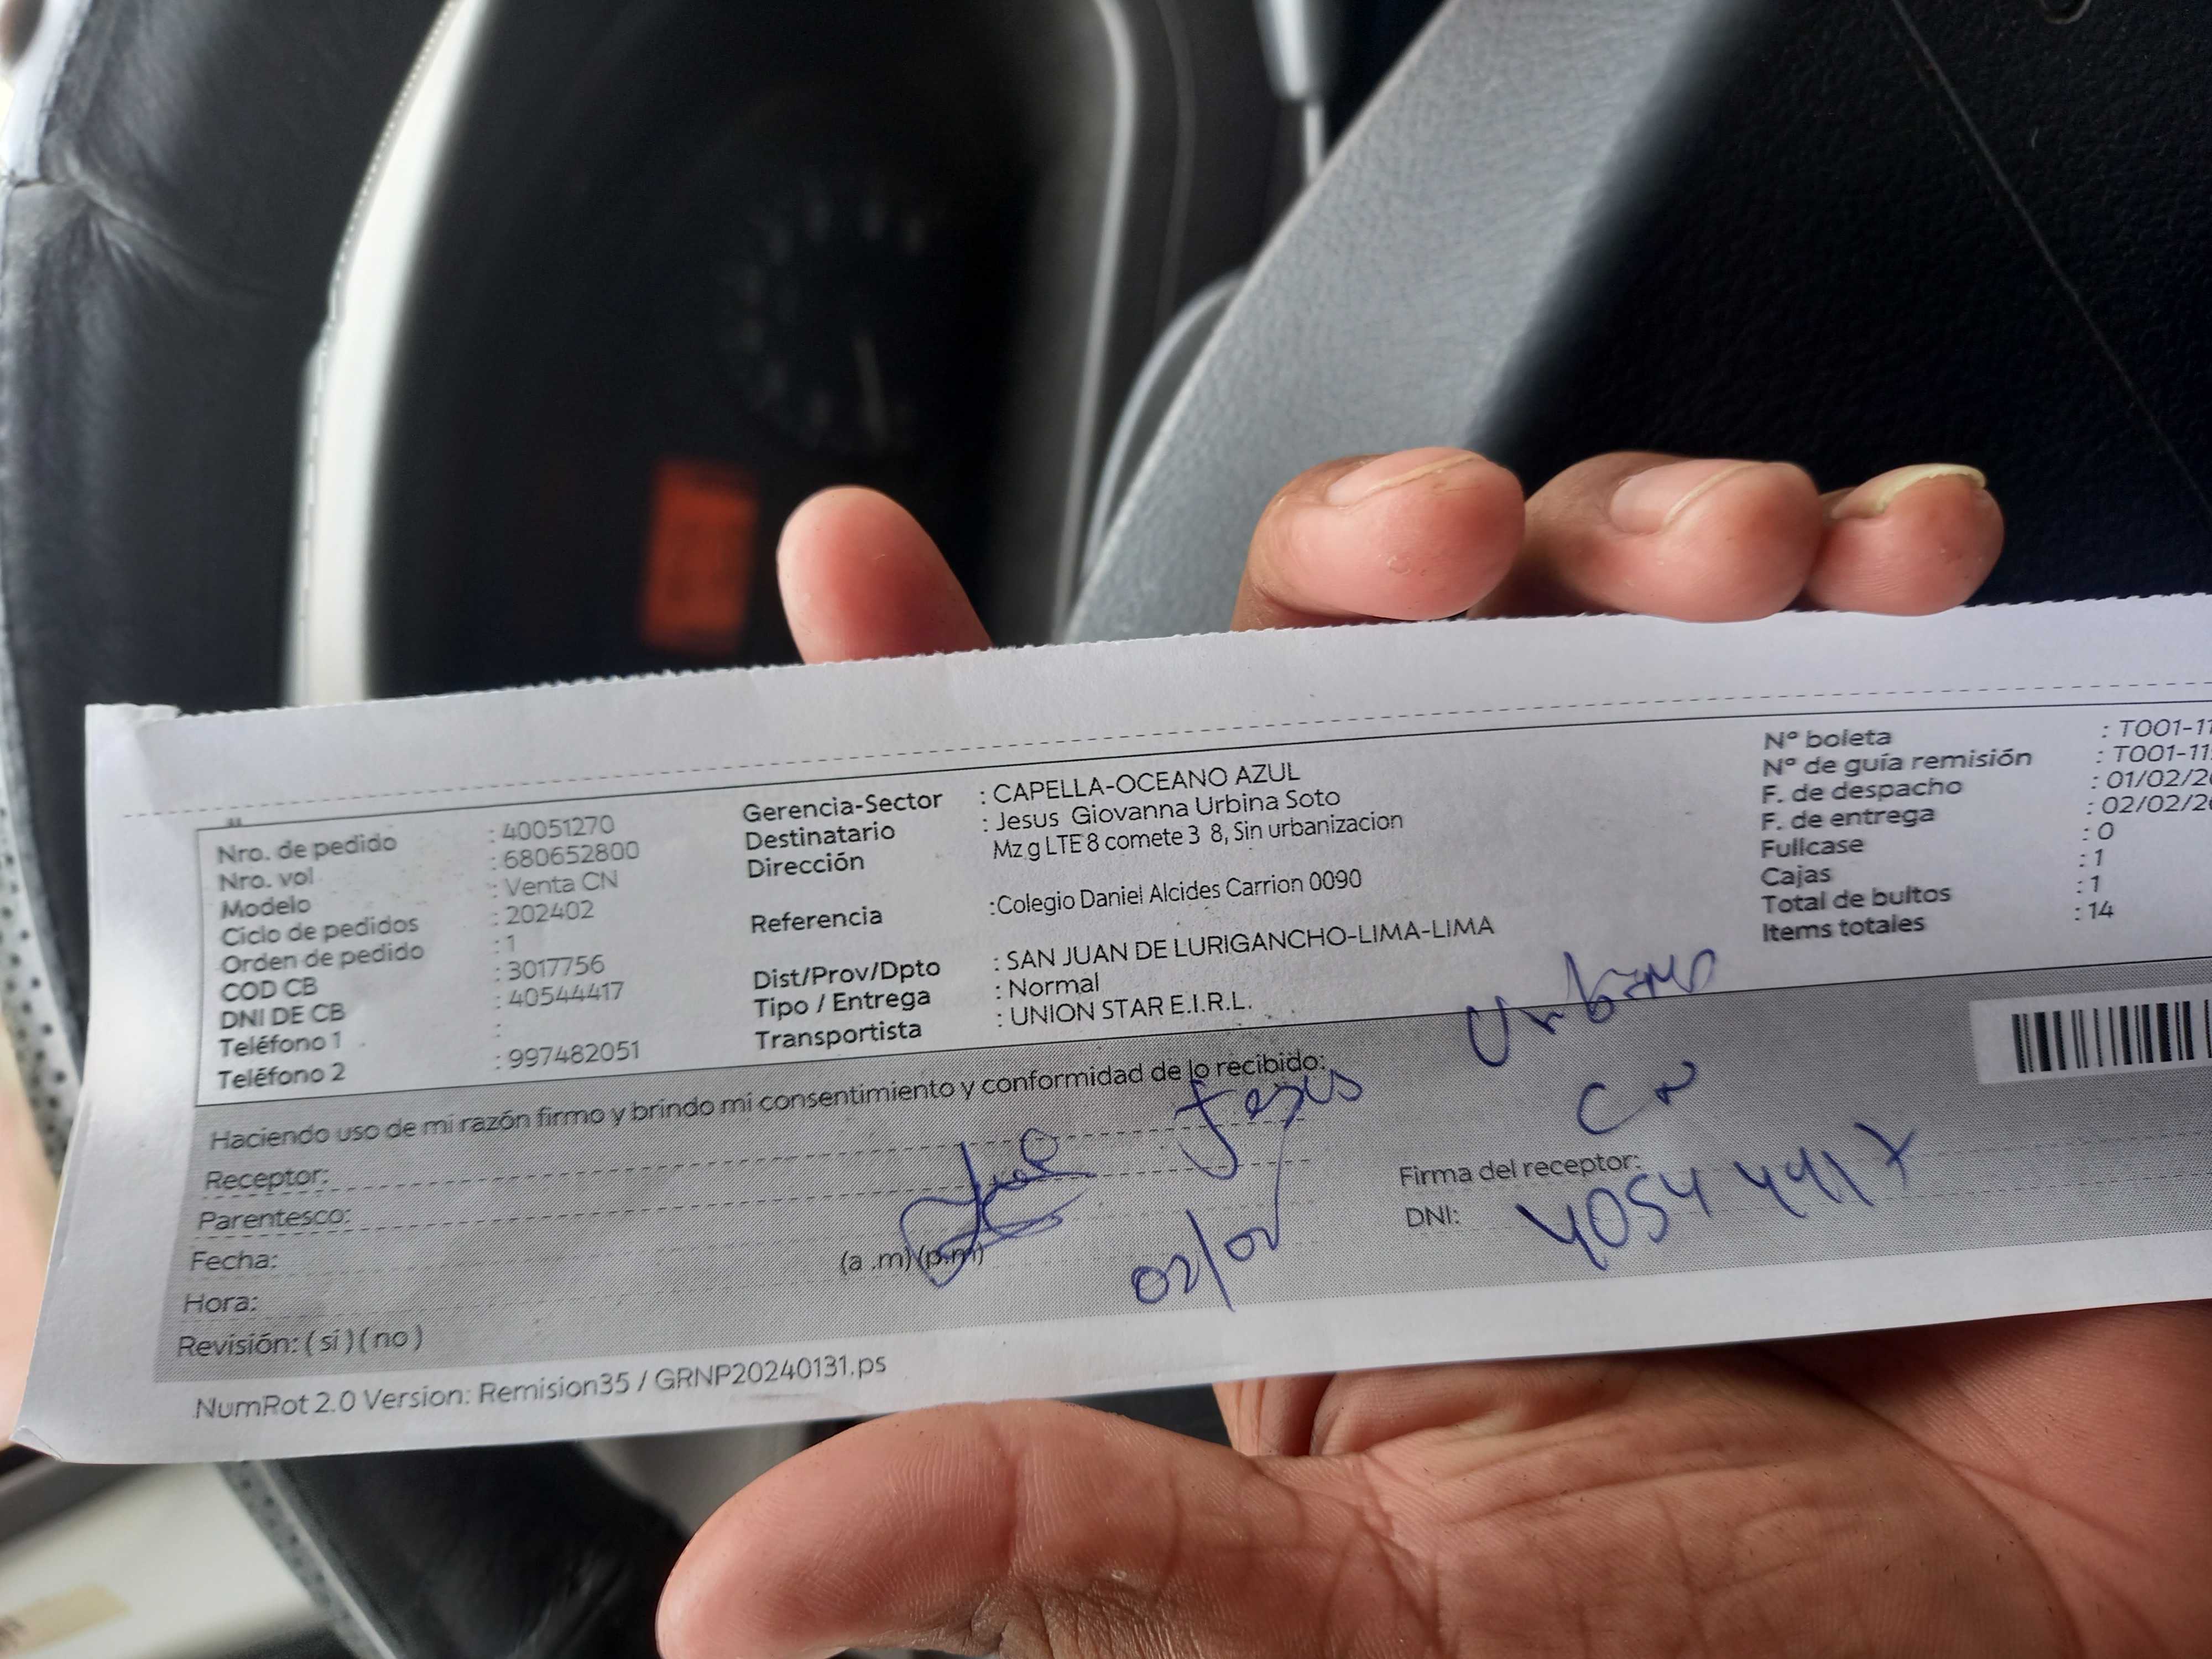 Nro. de pedido : 40051270
Nro. vol : 680652800
Modelo : Venta CN
Ciclo de pedidos : 202402
Orden de pedido : 1
COD CB : 3017756
DNI DE CB : 40544417
Teléfono 1 :
Teléfono 2 : 997482051
Gerencia-Sector : CAPELLA-OCEANO AZUL
Destinatario : Jesus Giovanna Urbina Soto
Dirección Mz g LTE 8 comete 3 8, Sin urbanizacion
Referencia :Colegio Daniel Alcides Carrion 0090
Dist/Prov/Dpto : SAN JUAN DE LURIGANCHO-LIMA-LIMA
Tipo / Entrega : Normal
Transportista : UNION STAR E.I.R.L.
Nº boleta : T001-11
Nº de guía remisión : T001-11
F. de despacho : 01/02/20
F. de entrega : 02/02/20
Fullcase : 0
Cajas : 1
Total de bultos : 1
Items totales : 14
Haciendo uso de mi razón firmo y brindo mi consentimiento y conformidad de lo recibido:
Receptor: Jesus
Parentesco:
Fecha: 02/02
Hora: (a .m) (p.m)
Revisión: ( sí ) ( no )
Firma del receptor:
DNI: 40544417
NumRot 2.0 Version: Remision35 / GRNP20240131.ps